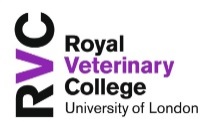 RVC
Royal
Veterinary
College
University of London